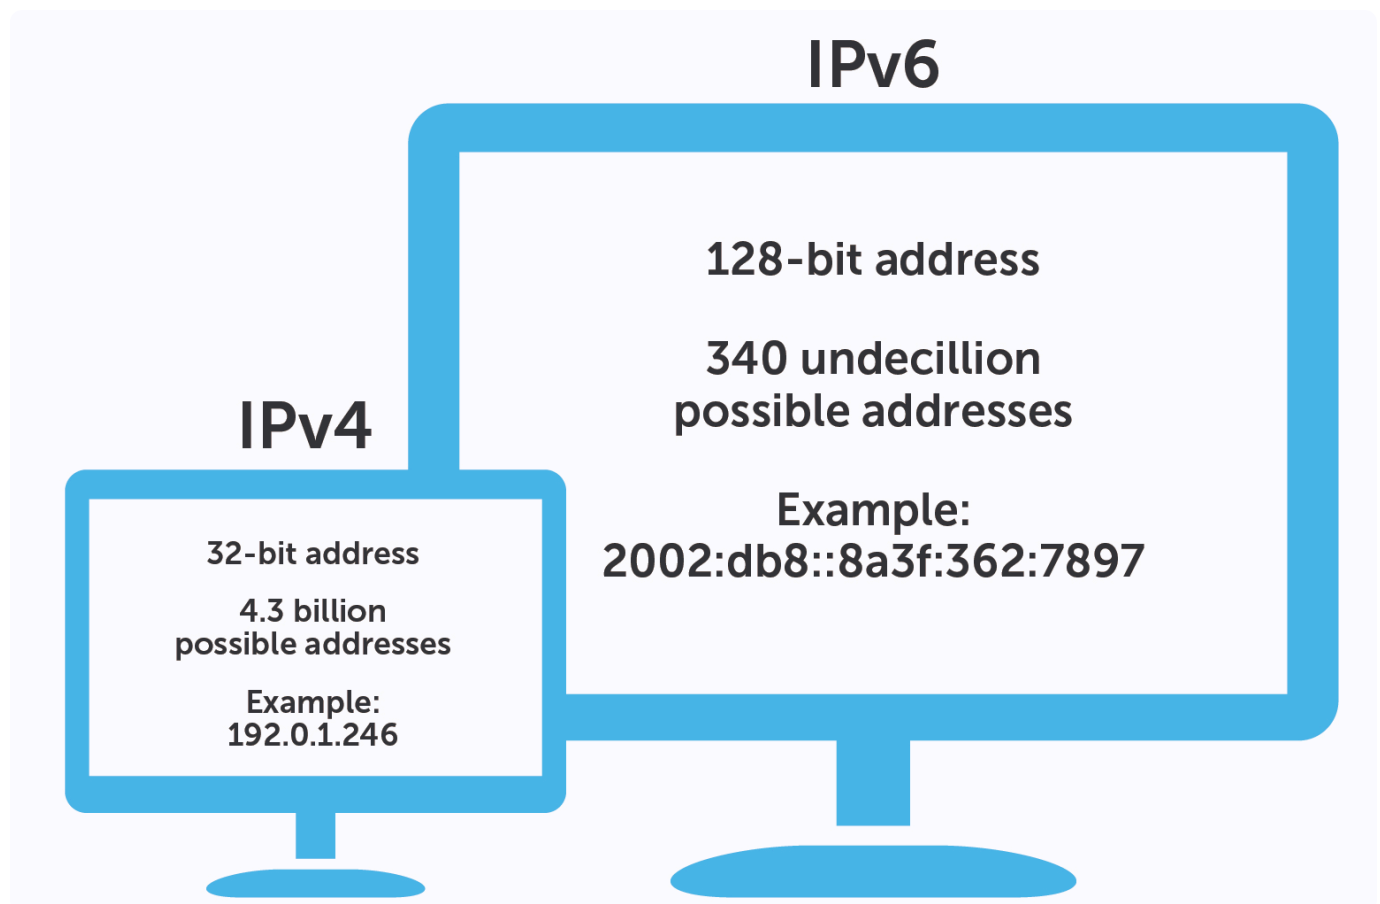 IPv6
128-bit address
340 undecillion
possible addresses
Example:
2002:db8::8a3f:362:7897
IPv4
32-bit address
4.3 billion
possible addresses
Example:
192.0.1.246